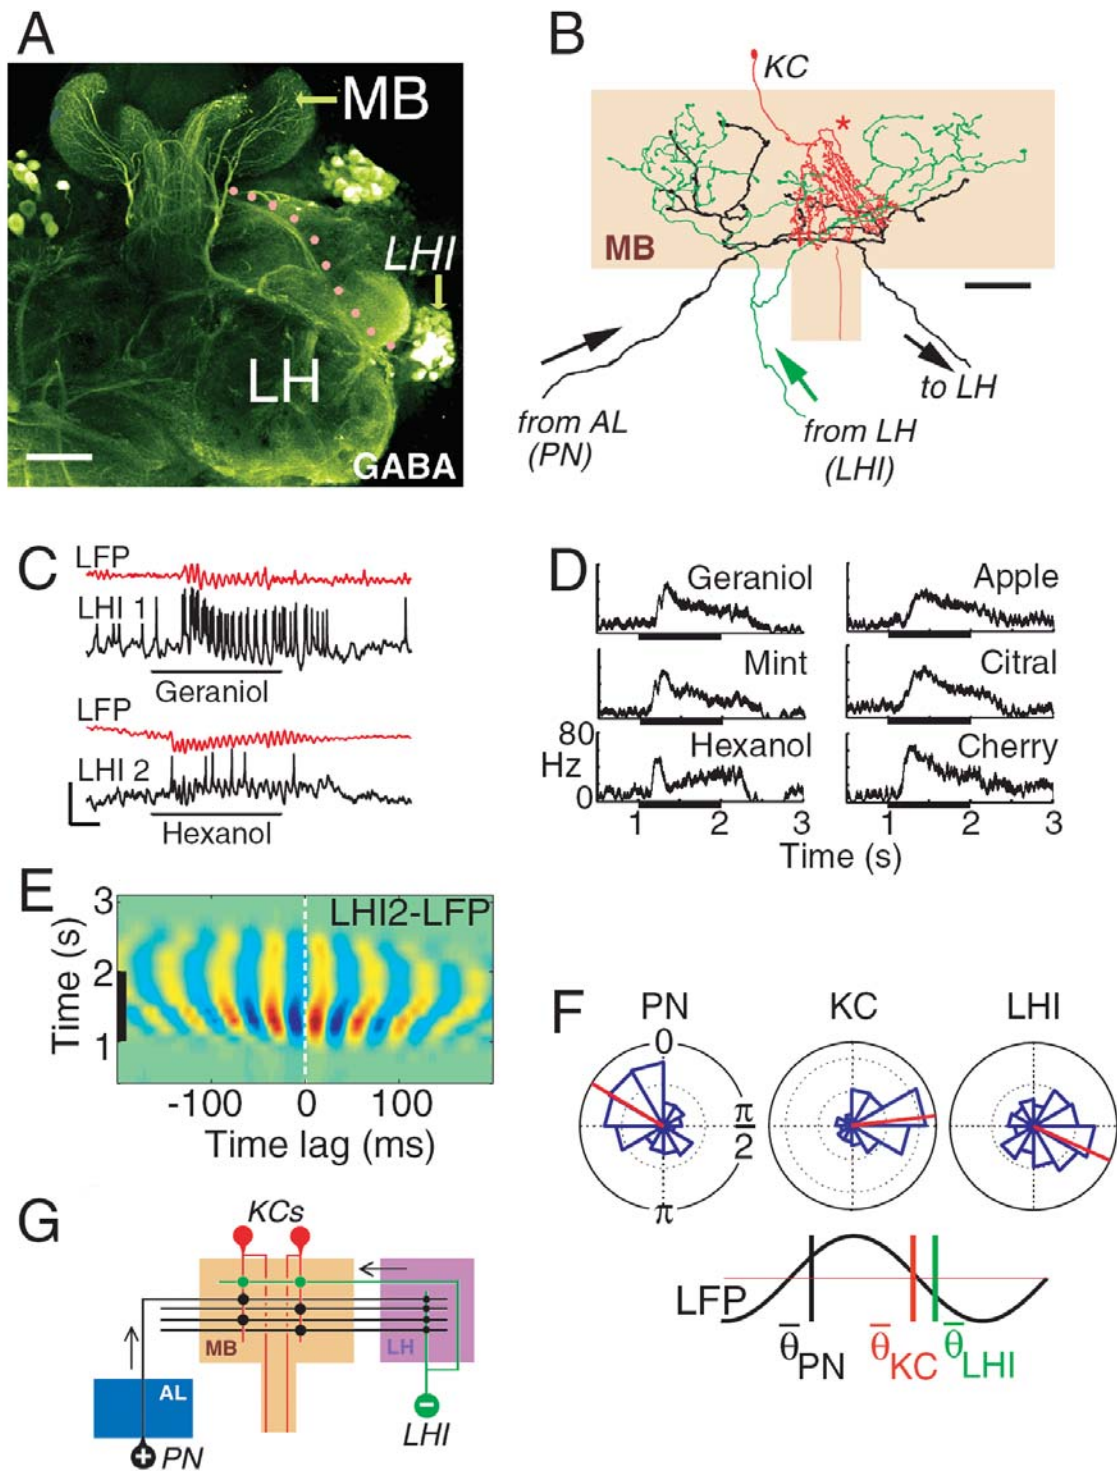 A
MB
LHI
LH
GABA
B
KC
*
MB
from AL
(PN)
from LH
(LHI)
to LH
C
LFP
LHI 1
Geraniol
LFP
LHI 2
Hexanol
D
Geraniol
Apple
Mint
Citral
80
Hz
0
Hexanol
Cherry
1 2 3
1 2 3
Time (s)
E
LHI2-LFP
3
2
1
Time (s)
-100 0 100
Time lag (ms)
F
PN
KC
LHI
0
π
2
π
LFP
θ̄PN
θ̄KC
θ̄LHI
G
KCs
MB
LH
AL
+ PN
−
LHI